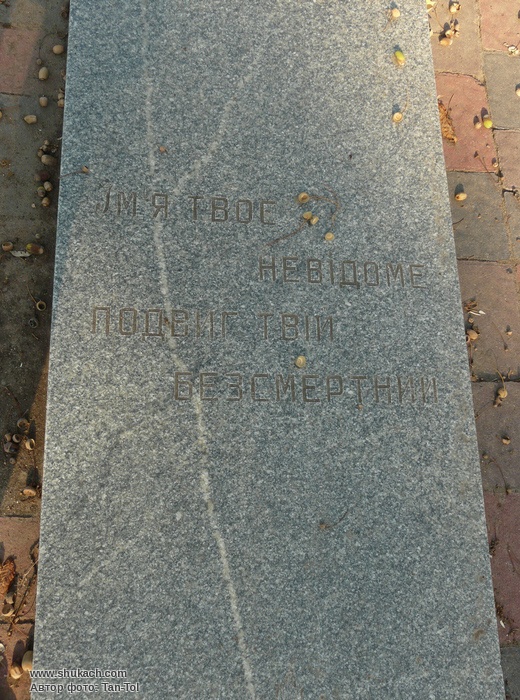 ІМ'Я ТВОЄ
НЕВІДОМЕ
ПОДВИГ ТВІЙ
БЕЗСМЕРТНИЙ
www.shukach.com
Автор фото: Tan-Tol